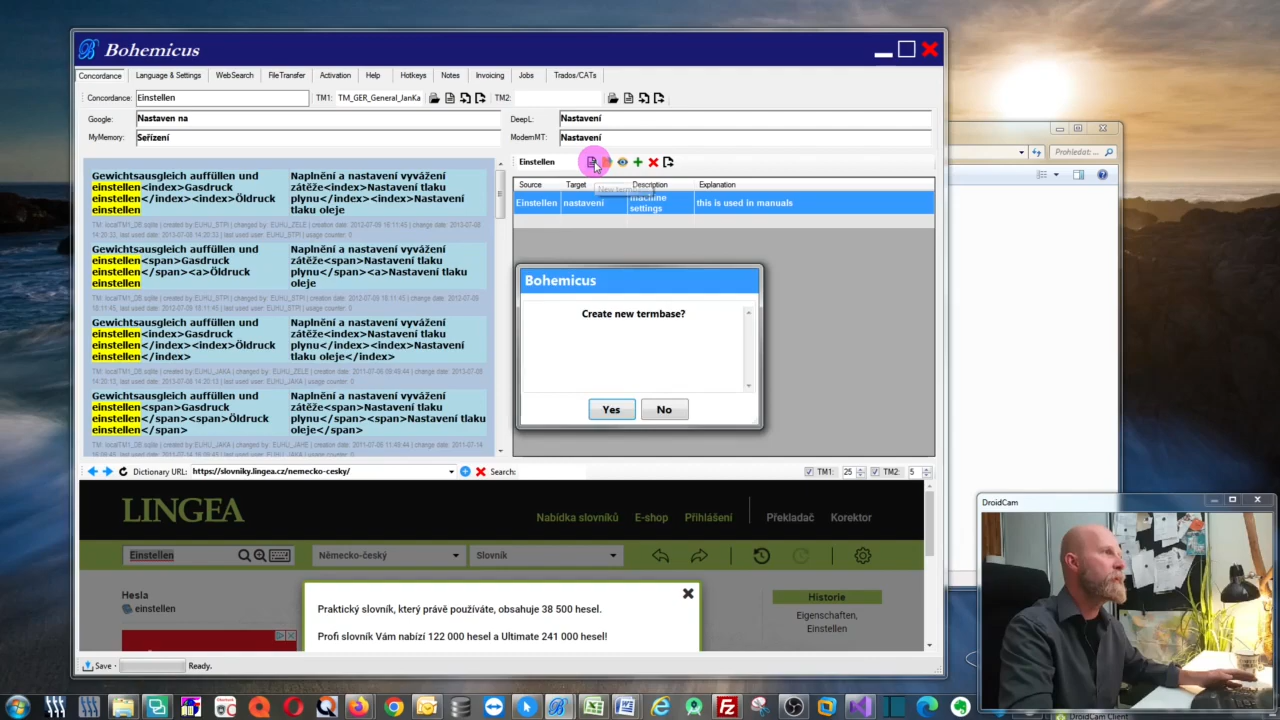 Bohemicus
Concordance Language & Settings WebSearch FileTransfer Activation Help Hotkeys Notes Invoicing Jobs Trados/CATs
Concordance: Einstellen TM1: TM_GER_General_JanKa TM2:
Google: Nastaven na DeepL: Nastavení
MyMemory: Seřízení ModernMT: Nastavení
Einstellen
Gewichtsausgleich auffüllen und
einstellen<index>Gasdruck
einstellen</index><index>Öldruck
einstellen
Naplnění a nastavení vyvážení
zátěže<index>Nastavení tlaku
plynu</index><index>Nastavení
tlaku oleje
Gewichtsausgleich auffüllen und
einstellen<span>Gasdruck
einstellen</span><a>Öldruck
einstellen
Naplnění a nastavení vyvážení
zátěže<span>Nastavení tlaku
plynu</span><a>Nastavení tlaku
oleje
Gewichtsausgleich auffüllen und
einstellen<index>Gasdruck
einstellen</index><index>Öldruck
einstellen</index>
Naplnění a nastavení vyvážení
zátěže<index>Nastavení tlaku
plynu</index><index>Nastavení
tlaku oleje</index>
Gewichtsausgleich auffüllen und
einstellen<span>Gasdruck
einstellen</span><span>Öldruck
einstellen</span>
Naplnění a nastavení vyvážení
zátěže<span>Nastavení tlaku
plynu</span><span>Nastavení tlaku
oleje</span>
Source Target Description Explanation
Einstellen nastavení machine settings this is used in manuals
Bohemicus
Create new termbase?
Yes No
Dictionary URL: https://slovniky.lingea.cz/nemecko-cesky/ Search: TM1: 25 TM2: 5
LINGEA Nabídka slovníků E-shop Přihlášení Překladač Korektor
Einstellen Německo-český Slovník
Hesla
einstellen
Praktický slovník, který právě používáte, obsahuje 38 500 hesel.
Profi slovník Vám nabízí 122 000 hesel a Ultimate 241 000 hesel!
Historie
Eigenschaften,
Einstellen
Save Ready.
Prohledat...
DroidCam
DroidCam Client